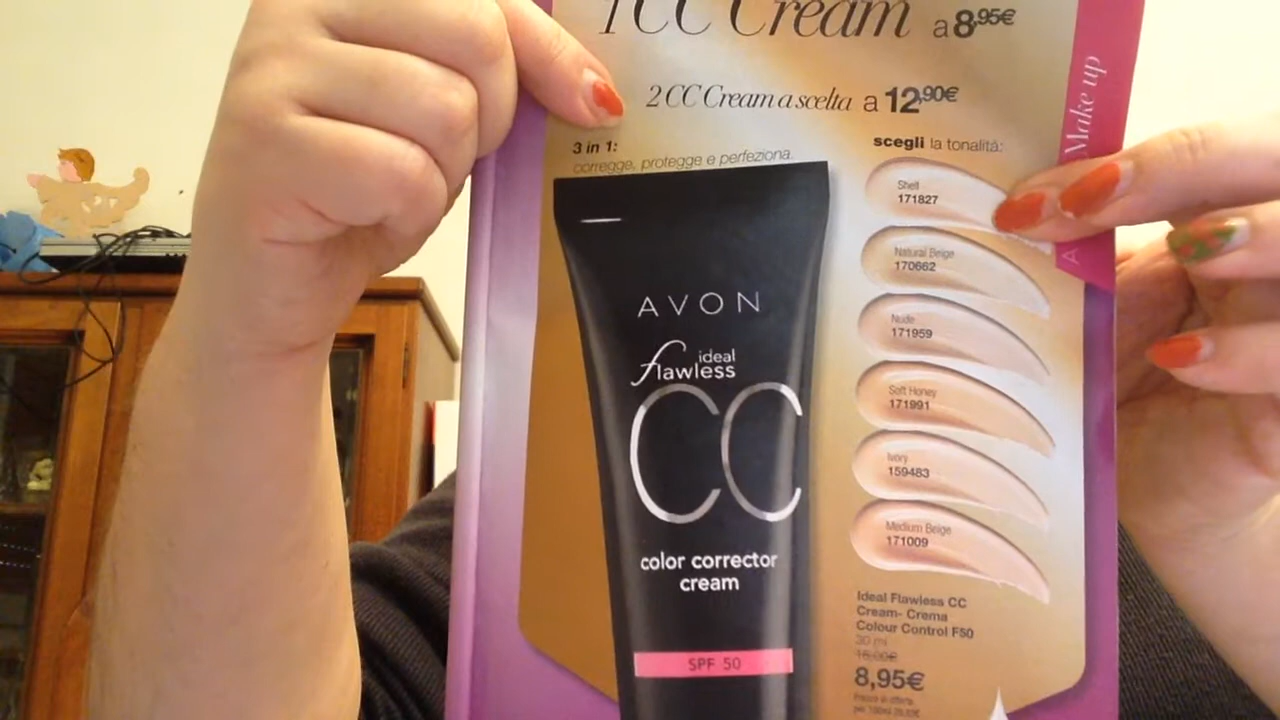 1 CC Cream a 8,95€
2 CC Cream a scelta a 12,90€
3 in 1:
corregge, protegge e perfeziona.
scegli la tonalità:
Make up
A
Shell
171827
Natural Beige
170662
Nude
171959
Soft Honey
171991
Ivory
159483
Medium Beige
171009
AVON
ideal
flawless
CC
color corrector
cream
SPF 50
Ideal Flawless CC
Cream- Crema
Colour Control F50
30 ml
8,95€